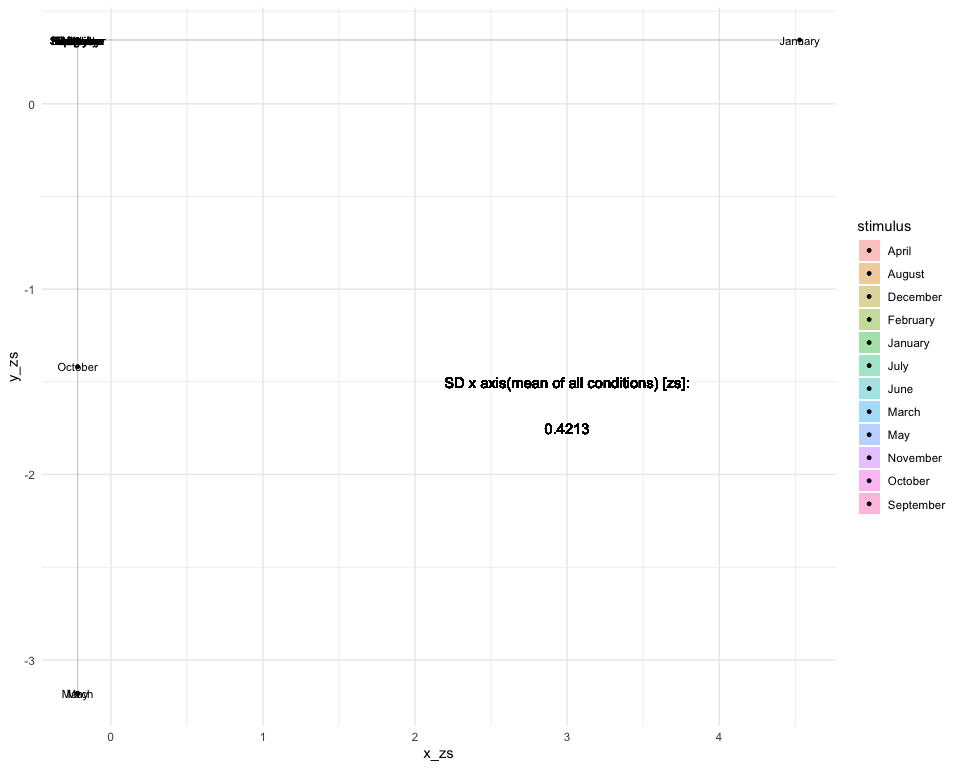 January
0
-1
October
SD x axis(mean of all conditions) [zs]:
0.4213
-2
-3
March
0
1
2
3
4
x_zs
y_zs
stimulus
April
August
December
February
January
July
June
March
May
November
October
September